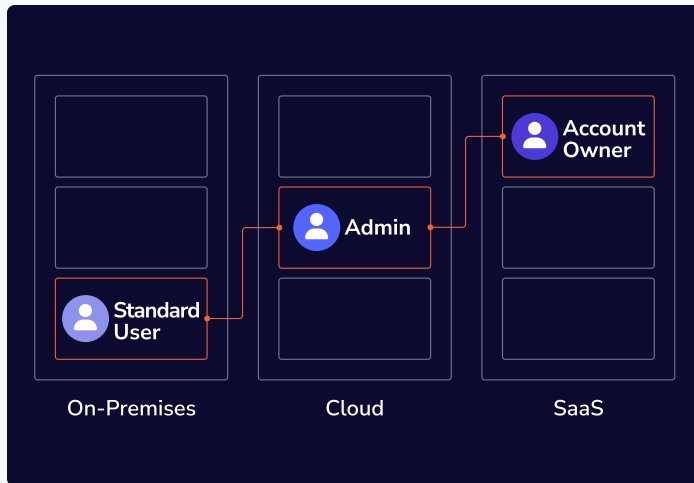 Account
Owner
Admin
Standard
User
On-Premises
Cloud
SaaS